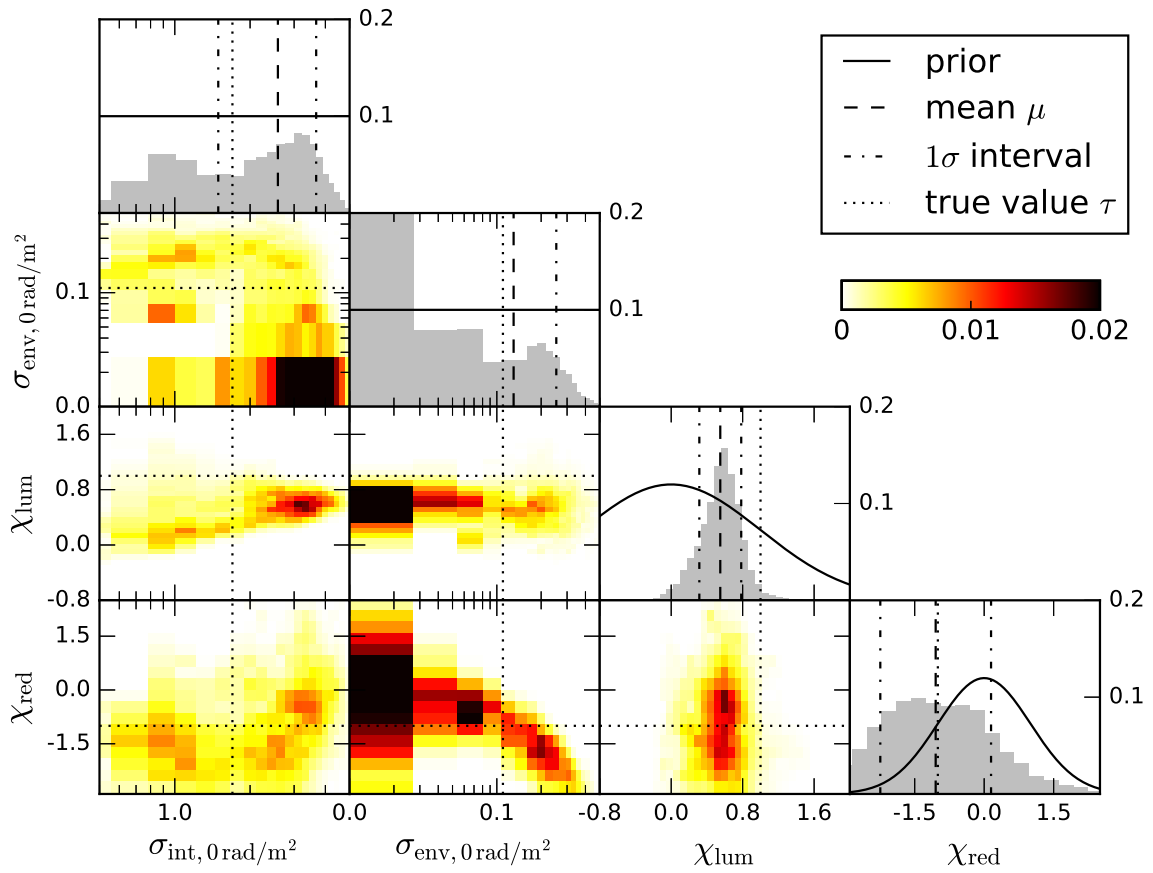 0.2
0.1
prior
mean μ
1σ interval
true value τ
σenv, 0 rad/m²
0.1
0.0
0.2
0.1
0
0.01
0.02
χlum
1.6
0.8
0.0
-0.8
0.2
0.1
χred
1.5
0.0
-1.5
0.2
0.1
1.0
0.0
0.1
-0.8
0.0
0.8
1.6
-1.5
0.0
1.5
σint, 0 rad/m²
σenv, 0 rad/m²
χlum
χred